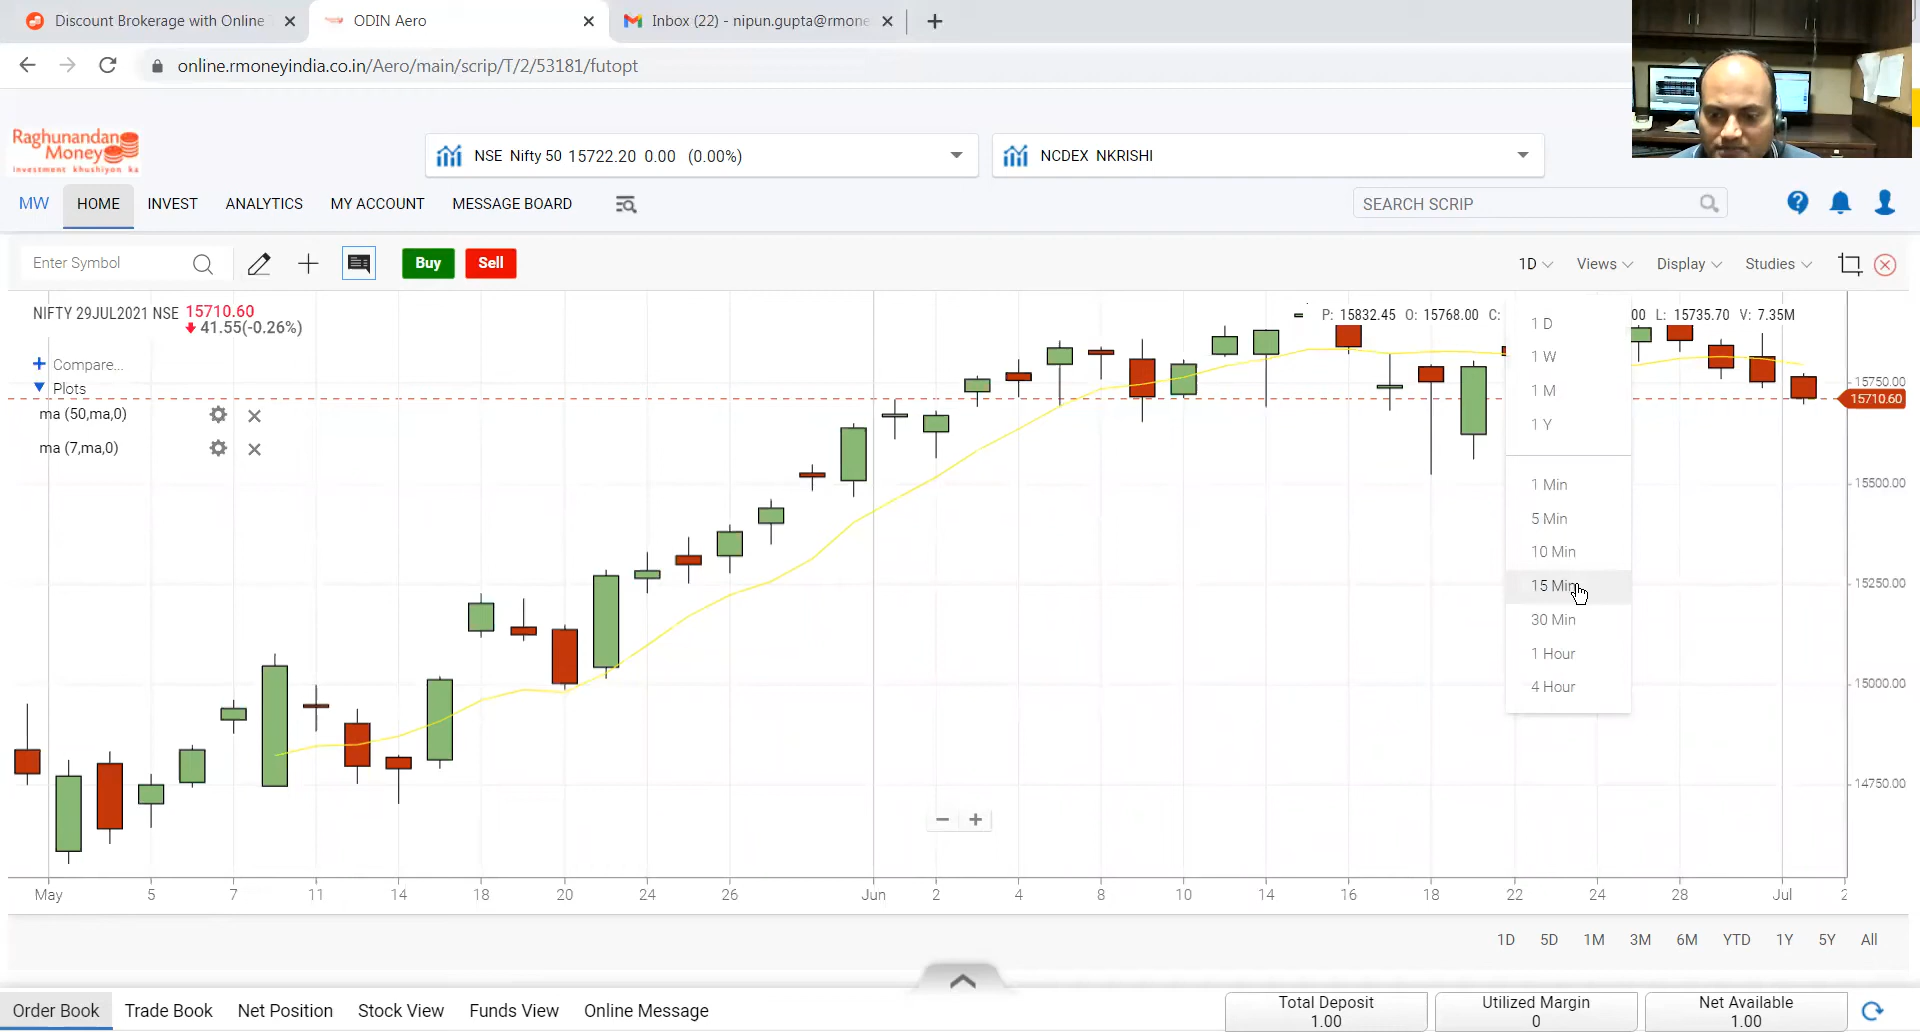 Discount Brokerage with Online
ODIN Aero
Inbox (22) - nipun.gupta@rmone
online.rmoneyindia.co.in/Aero/main/scrip/T/2/53181/futopt
Raghunandan
Money
investment khushiyon ka
NSE Nifty 50 15722.20 0.00 (0.00%)
NCDEX NKRISHI
MW HOME INVEST ANALYTICS MY ACCOUNT MESSAGE BOARD
SEARCH SCRIP
Enter Symbol
Buy Sell
1D Views Display Studies
NIFTY 29JUL2021 NSE 15710.60
41.55(-0.26%)
P: 15832.45 O: 15768.00 C: 00 L: 15735.70 V: 7.35M
Compare...
Plots
ma (50,ma,0)
ma (7,ma,0)
1 D
1 W
1 M
1 Y
1 Min
5 Min
10 Min
15 Min
30 Min
1 Hour
4 Hour
15750.00
15710.60
15500.00
15250.00
15000.00
14750.00
May 5 7 11 14 18 20 24 26 Jun 2 4 8 10 14 16 18 22 24 28 Jul 2
1D 5D 1M 3M 6M YTD 1Y 5Y All
Order Book Trade Book Net Position Stock View Funds View Online Message
Total Deposit
1.00
Utilized Margin
0
Net Available
1.00